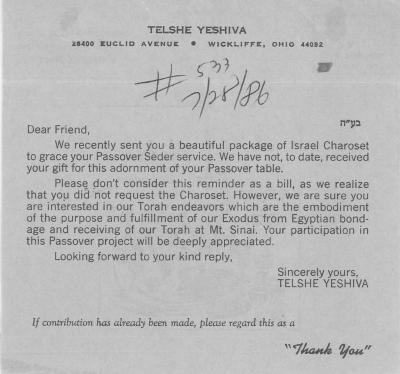 TELSHE YESHIVA
28400 EUCLID AVENUE • WICKLIFFE, OHIO 44092
# 533
7/28/86
בע"ה
Dear Friend,
We recently sent you a beautiful package of Israel Charoset
to grace your Passover Seder service. We have not, to date, received
your gift for this adornment of your Passover table.
Please don't consider this reminder as a bill, as we realize
that you did not request the Charoset. However, we are sure you
are interested in our Torah endeavors which are the embodiment
of the purpose and fulfillment of our Exodus from Egyptian bond-
age and receiving of our Torah at Mt. Sinai. Your participation
in this Passover project will be deeply appreciated.
Looking forward to your kind reply,
Sincerely yours,
TELSHE YESHIVA
If contribution has already been made, please regard this as a
"Thank You"